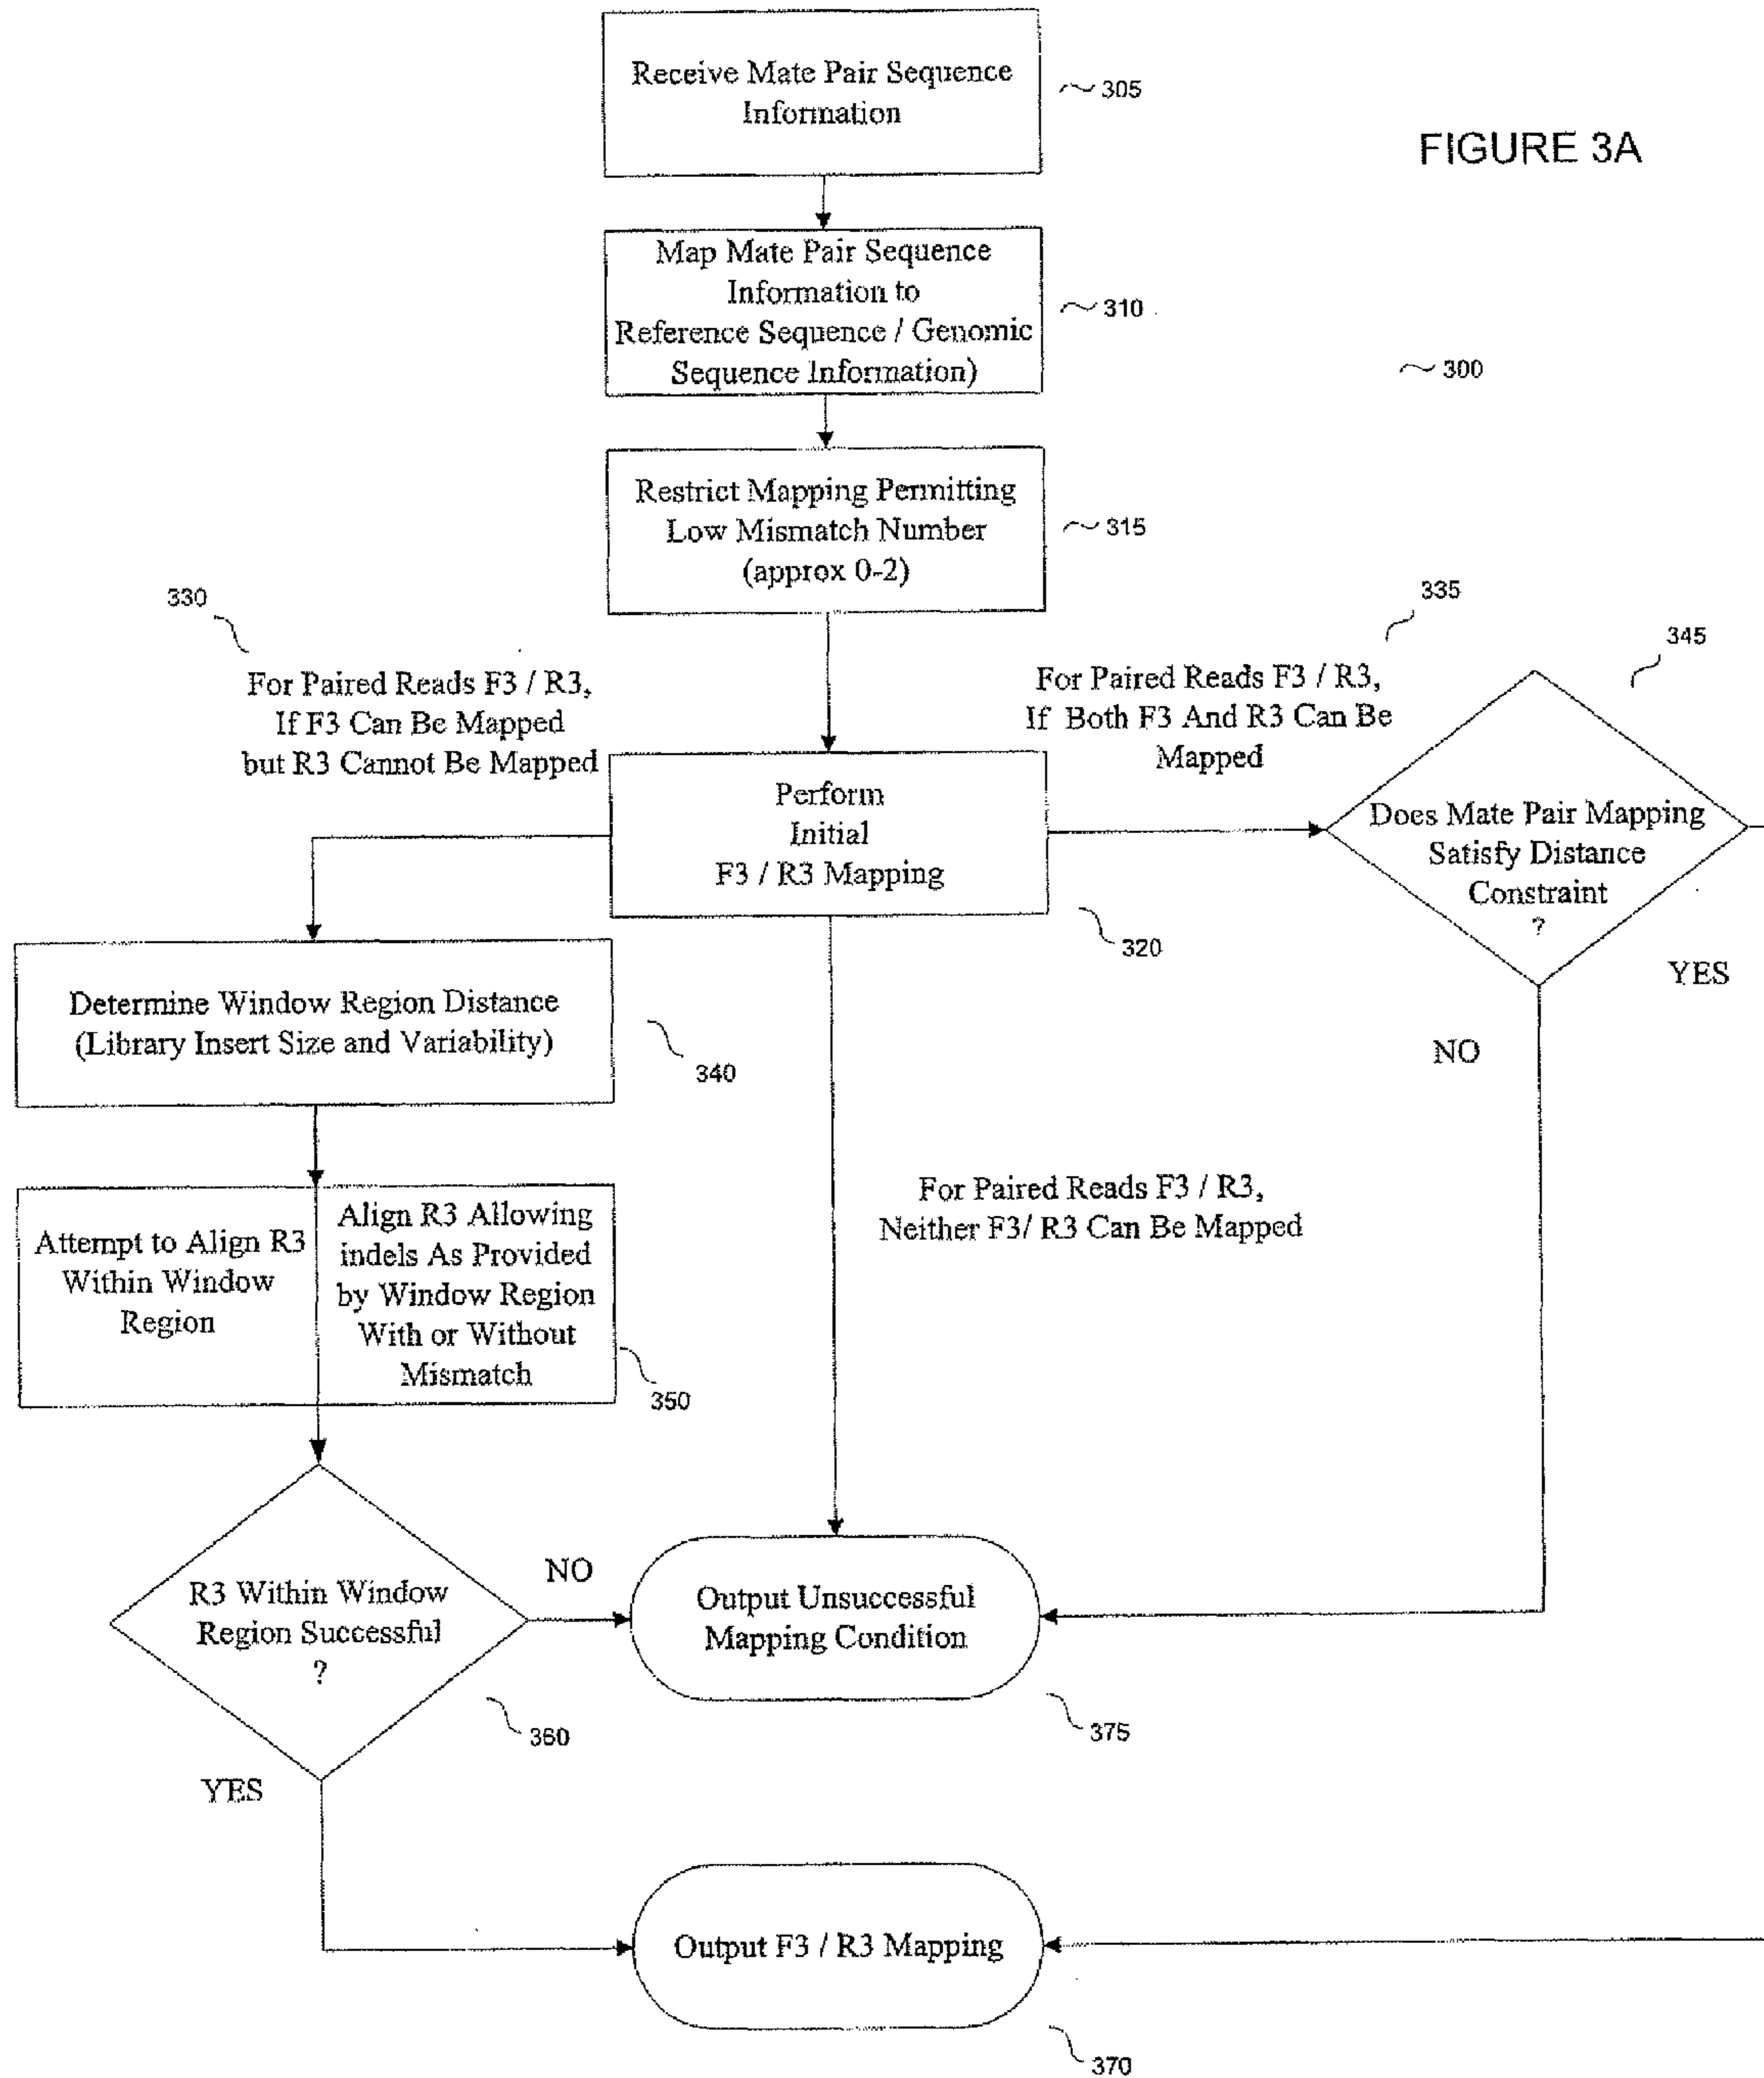 Receive Mate Pair Sequence
Information
305
FIGURE 3A
Map Mate Pair Sequence
Information to
Reference Sequence / Genomic
Sequence Information)
310
300
Restrict Mapping Permitting
Low Mismatch Number
(approx 0-2)
315
330
For Paired Reads F3 / R3,
If F3 Can Be Mapped
but R3 Cannot Be Mapped
335
For Paired Reads F3 / R3,
If Both F3 And R3 Can Be
Mapped
345
Perform
Initial
F3 / R3 Mapping
320
Does Mate Pair Mapping
Satisfy Distance
Constraint
?
YES
NO
Determine Window Region Distance
(Library Insert Size and Variability)
340
For Paired Reads F3 / R3,
Neither F3/ R3 Can Be Mapped
Attempt to Align R3
Within Window
Region
Align R3 Allowing
indels As Provided
by Window Region
With or Without
Mismatch
350
R3 Within Window
Region Successful
?
NO
360
YES
Output Unsuccessful
Mapping Condition
375
Output F3 / R3 Mapping
370